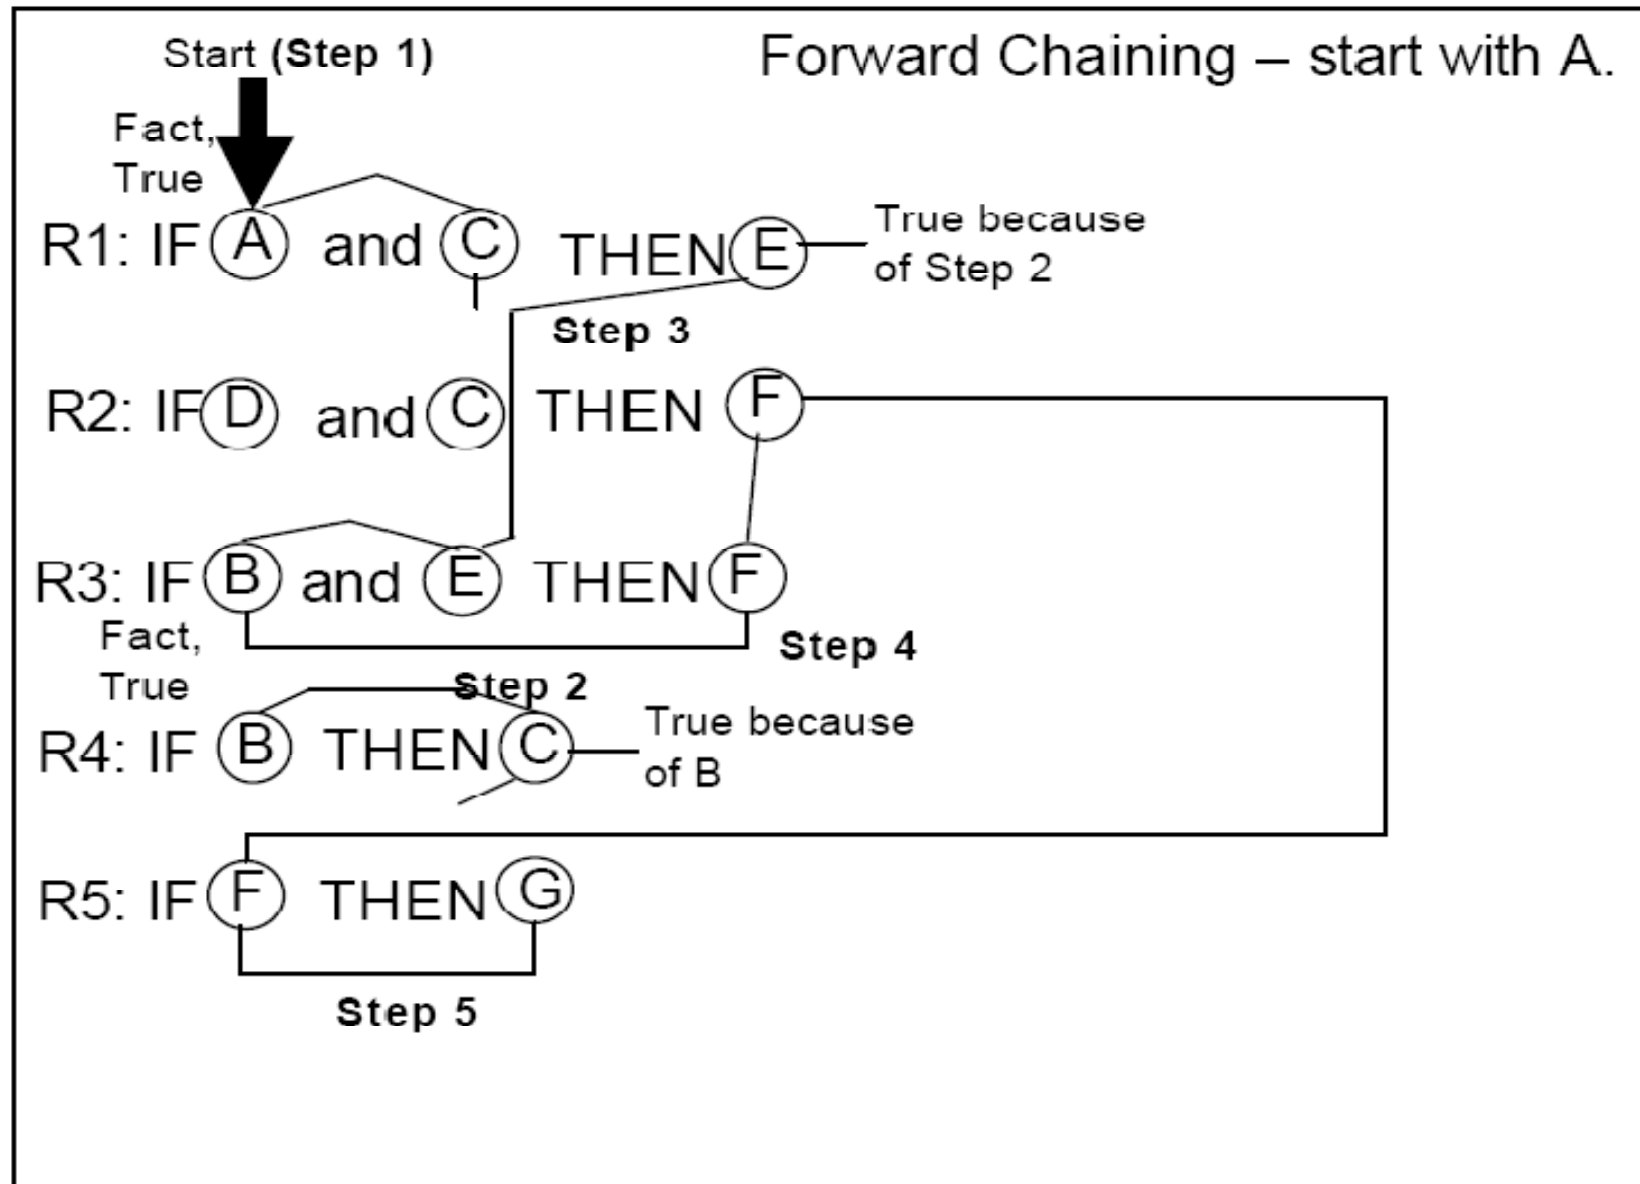 Start (Step 1)
Forward Chaining – start with A.
Fact,
True
R1: IF A and C THEN E
True because
of Step 2
Step 3
R2: IF D and C THEN F
R3: IF B and E THEN F
Fact,
True
Step 4
Step 2
R4: IF B THEN C
True because
of B
R5: IF F THEN G
Step 5